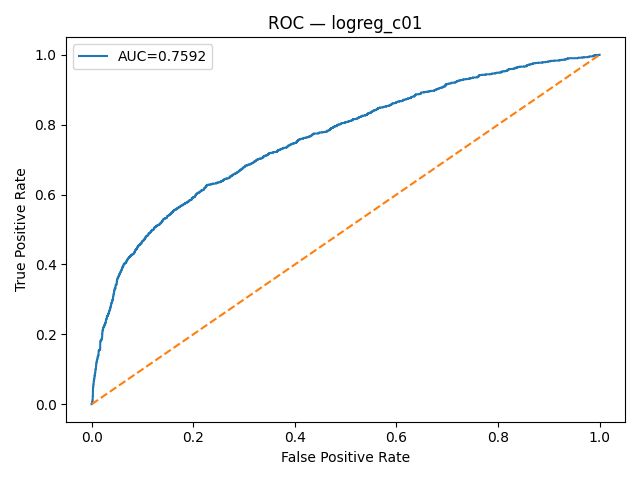 ROC — logreg_c01
AUC=0.7592
True Positive Rate
1.0
0.8
0.6
0.4
0.2
0.0
0.0 0.2 0.4 0.6 0.8 1.0
False Positive Rate